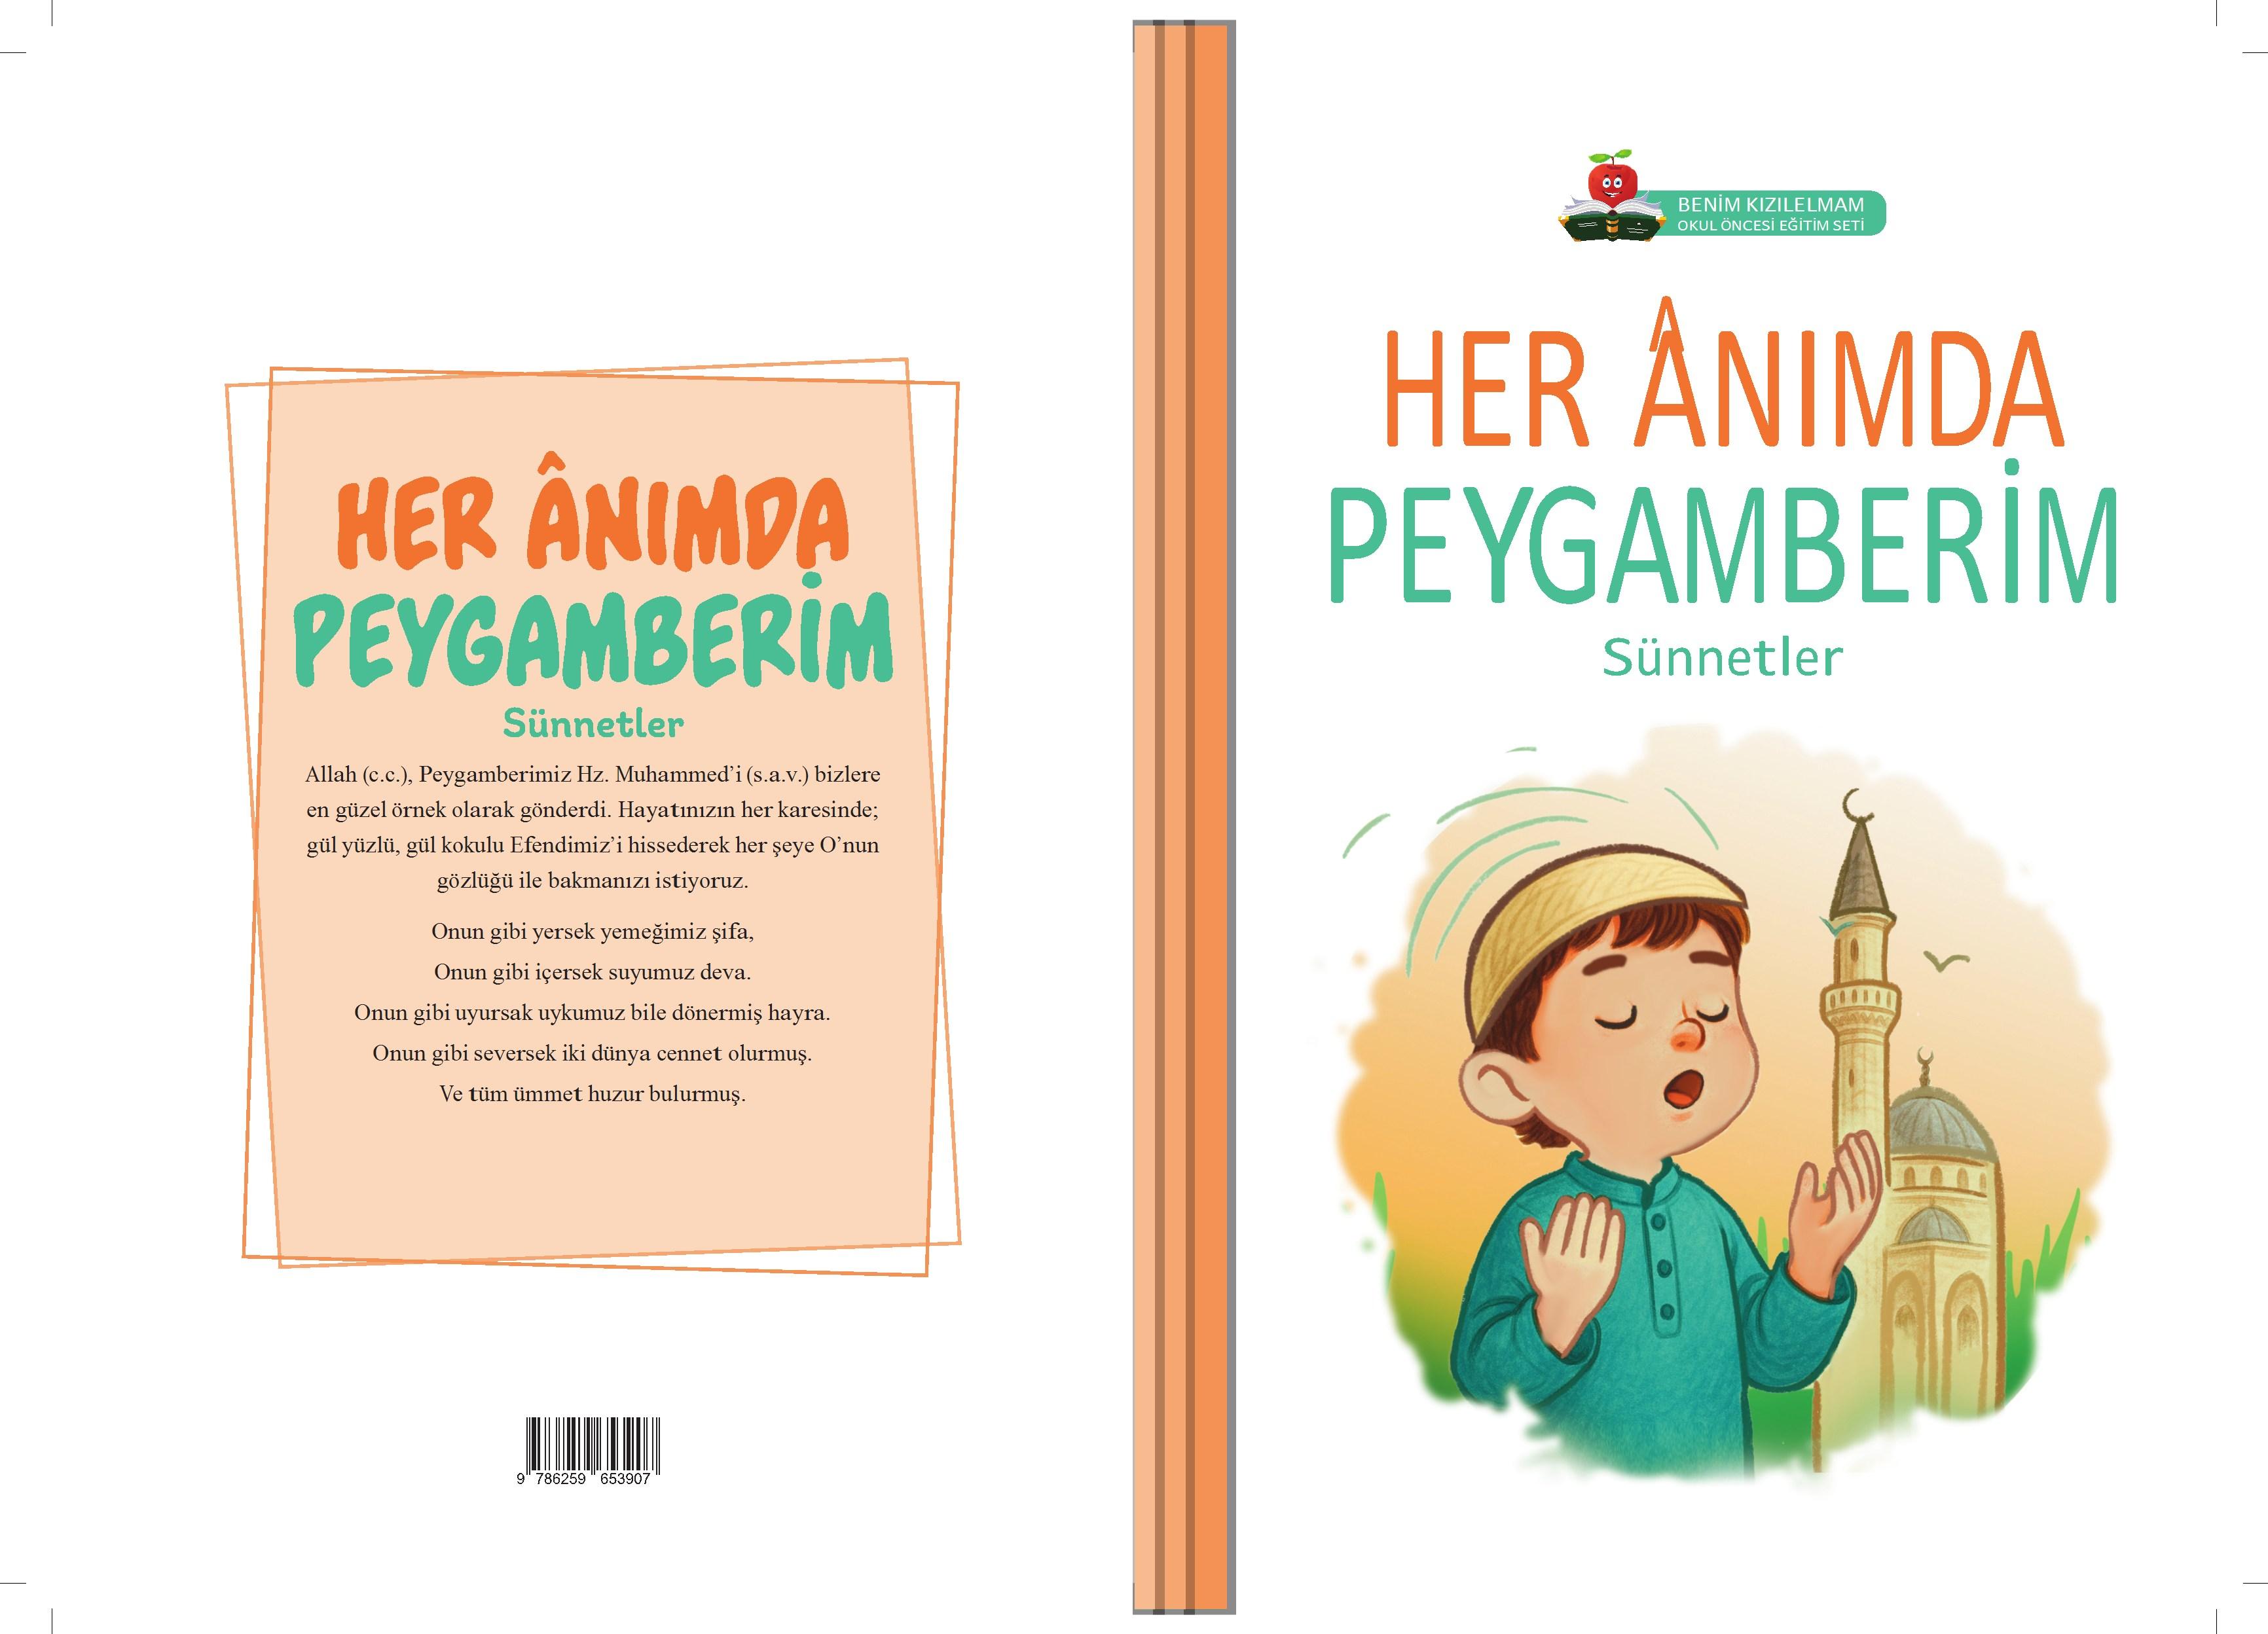 HER ÂNIMDA
PEYGAMBERİM
Sünnetler
Allah (c.c.), Peygamberimiz Hz. Muhammed’i (s.a.v.) bizlere
en güzel örnek olarak gönderdi. Hayatınızın her karesinde;
gül yüzlü, gül kokulu Efendimiz’i hissederek her şeye O’nun
gözlüğü ile bakmanızı istiyoruz.
Onun gibi yersek yemeğimiz şifa,
Onun gibi içersek suyumuz deva.
Onun gibi uyursak uykumuz bile dönermiş hayra.
Onun gibi seversek iki dünya cennet olurmuş.
Ve tüm ümmet huzur bulurmuş.
9 786259 653907
BENİM KIZILELMAM
OKUL ÖNCESİ EĞİTİM SETİ
HER ÂNIMDA
PEYGAMBERİM
Sünnetler